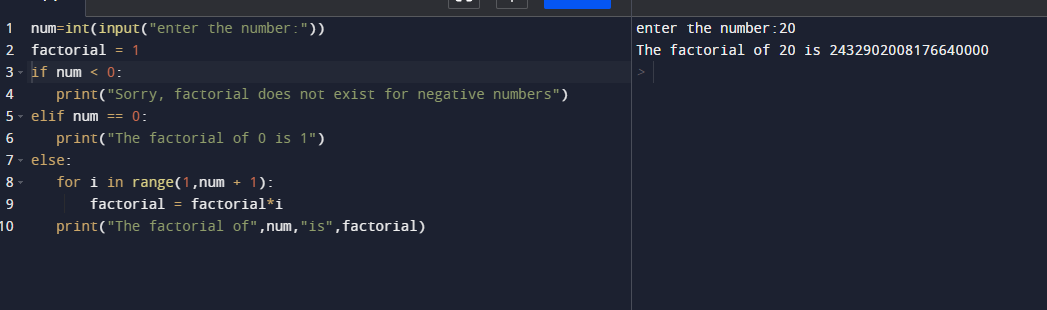 1 num=int(input("enter the number:"))
2 factorial = 1
3 if num < 0:
4 print("Sorry, factorial does not exist for negative numbers")
5 elif num == 0:
6 print("The factorial of 0 is 1")
7 else:
8 for i in range(1,num + 1):
9 factorial = factorial*i
10 print("The factorial of",num,"is",factorial)
enter the number:20
The factorial of 20 is 2432902008176640000
>